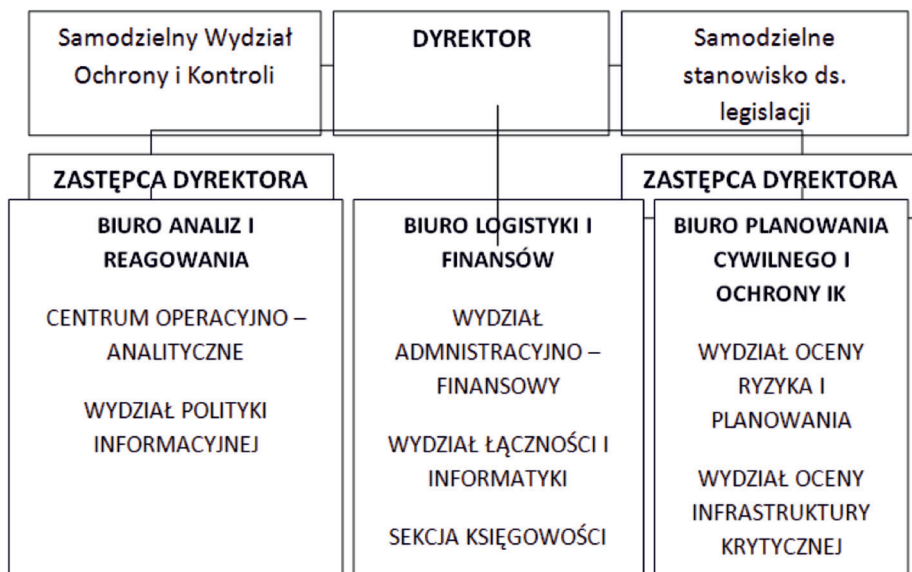 Samodzielny Wydział
Ochrony i Kontroli
DYREKTOR
Samodzielne
stanowisko ds.
legislacji
ZASTĘPCA DYREKTORA
ZASTĘPCA DYREKTORA
BIURO ANALIZ I
REAGOWANIA
CENTRUM OPERACYJNO –
ANALITYCZNE
WYDZIAŁ POLITYKI
INFORMACYJNEJ
BIURO LOGISTYKI I
FINANSÓW
WYDZIAŁ
ADMNISTRACYJNO –
FINANSOWY
WYDZIAŁ ŁĄCZNOŚCI I
INFORMATYKI
SEKCJA KSIĘGOWOŚCI
BIURO PLANOWANIA
CYWILNEGO I
OCHRONY IK
WYDZIAŁ OCENY
RYZYKA I
PLANOWANIA
WYDZIAŁ OCENY
INFRASTRUKTURY
KRYTYCZNEJ